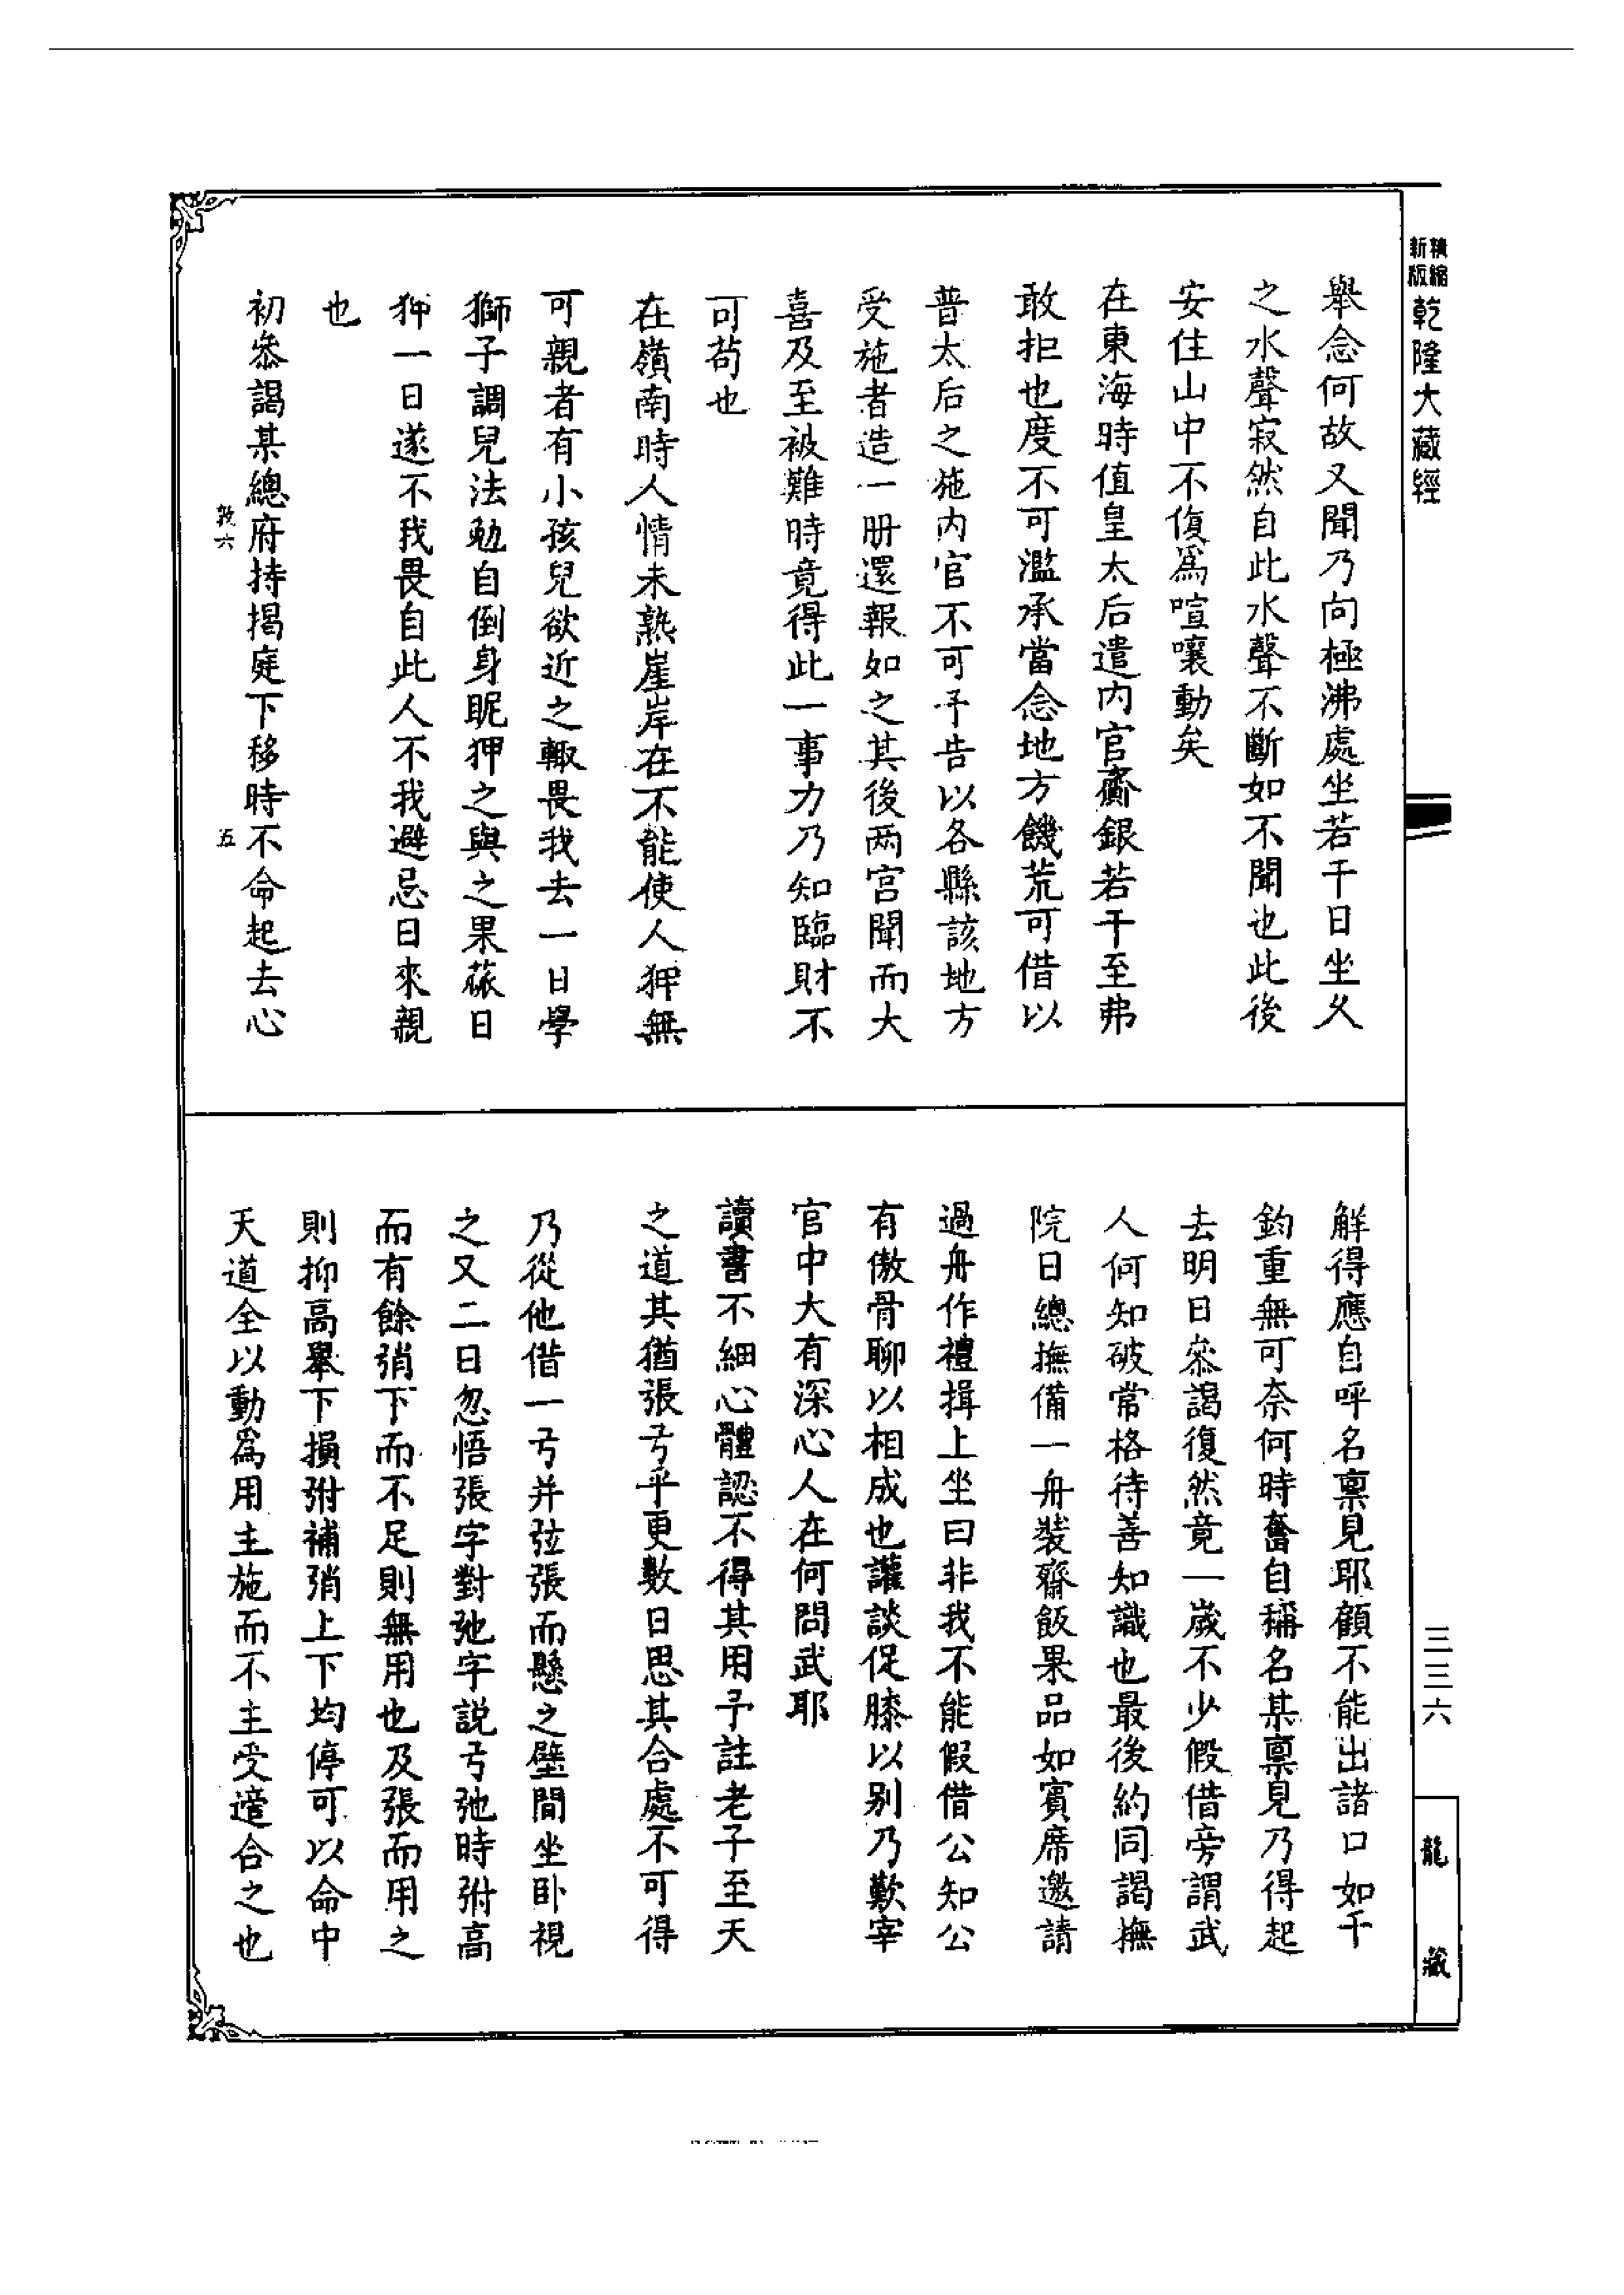 新版精縮
乾隆大藏經
舉念何故又聞乃向極沸處坐若干日坐久
之水聲寂然自此水聲不斷如不聞也此後
安住山中不復爲喧嚷動矣
在東海時值皇太后遣内官齎銀若干至弗
敢拒也度不可濫承當念地方饑荒可借以
普太后之施内官不可予告以各縣該地方
受施者造一册還報如之其後两宫聞而大
喜及至被難時竟得此一事力乃知臨財不
可苟也
在嶺南時人情未熟崖岸在不能使人狎無
可親者有小孩兒欲近之輙畏我去一日學
獅子調兒法勉自倒身眤狎之與之果蓏日
狎一日遂不我畏自此人不我避忌日來親
也
初叅謁某總府持揭庭下移時不命起去心
六
五
解得應自呼名禀見耶顧不能出諸口如千
鈞重無可奈何時奮自稱名某禀見乃得起
去明日叅謁復然竟一歲不少假借旁謂武
人何知破常格待善知識也最後約同謁撫
院日總撫備一舟裝齋飯果品如賓席邀請
過舟作禮揖上坐曰非我不能假借公知公
有傲骨聊以相成也讙談促膝以别乃歎宰
官中大有深心人在何問武耶
讀書不細心體認不得其用予註老子至天
之道其猶張弓乎更數日思其合處不可得
乃從他借一弓并弦張而懸之壁間坐卧視
之又二日忽悟張字對弛字説弓弛時弣高
而有餘弰下而不足則無用也及張而用之
則抑高舉下損弣補弰上下均停可以命中
天道全以動爲用主施而不主受適合之也
三三六
龍藏